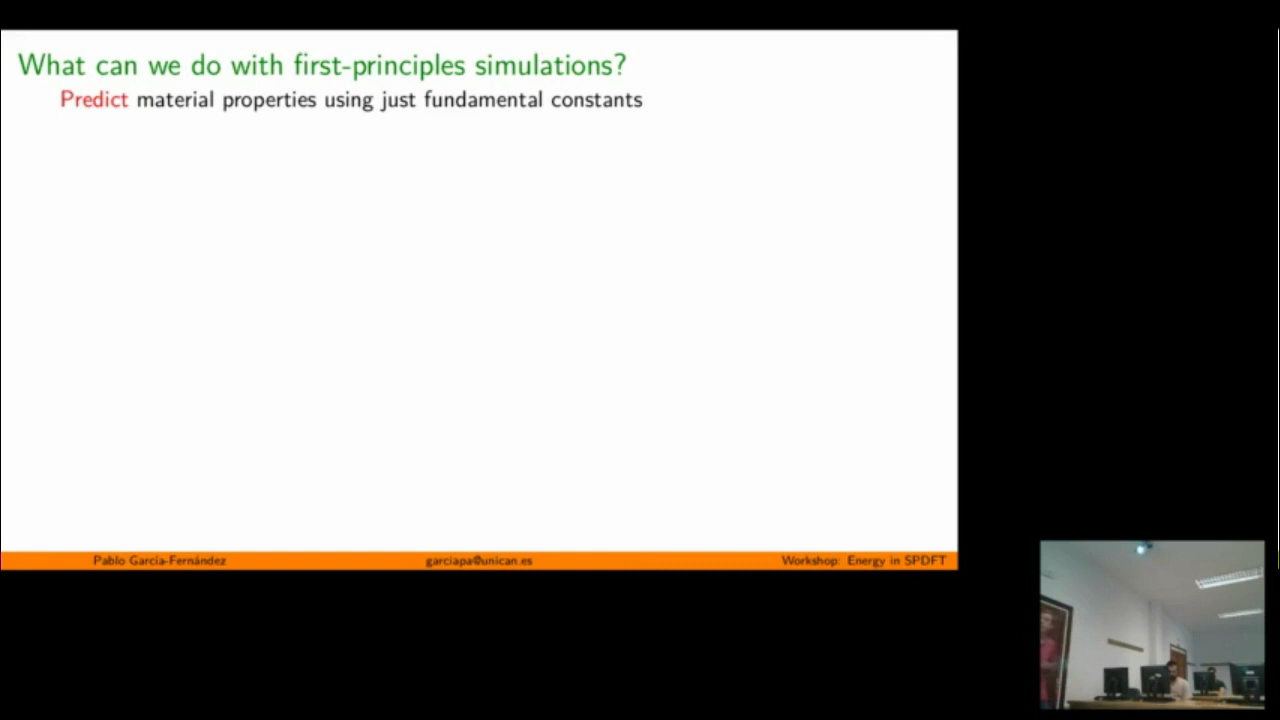 What can we do with first-principles simulations?
Predict material properties using just fundamental constants
Pablo García-Fernández garciapa@unican.es Workshop: Energy in SPDFT